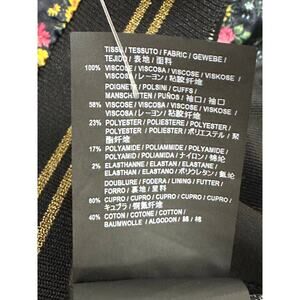 TISSU / TESSUTO / FABRIC / GEWEBE /
TEJIDO / 表地 / 面料
100% VISCOSE / VISCOSA / VISCOSE / VISKOSE /
VISCOSA / レーヨン / 粘胶纤维
POIGNETS / POLSINI / CUFFS /
MANSCHETTEN / PUÑOS / 袖口 / 袖口
58% VISCOSE / VISCOSA / VISCOSE / VISKOSE /
VISCOSA / レーヨン / 粘胶纤维
23% POLYESTER / POLIESTERE / POLYESTER /
POLYESTER / POLIÉSTER / ポリエステル / 聚
酯纤维
17% POLYAMIDE / POLIAMMIDE / POLYAMIDE /
POLYAMID / POLIAMIDA / ナイロン / 锦纶
2% ELASTHANNE / ELASTAN / ELASTANE /
ELASTHAN / ELASTANO / ポリウレタン / 氨纶
DOUBLURE / FODERA / LINING / FUTTER /
FORRO / 裏地 / 里料
60% CUPRO / CUPRO / CUPRO / CUPRO / CUPRO /
キュプラ / 铜氨纤维
40% COTON / COTONE / COTTON /
BAUMWOLLE / ALGODON / 綿 / 棉